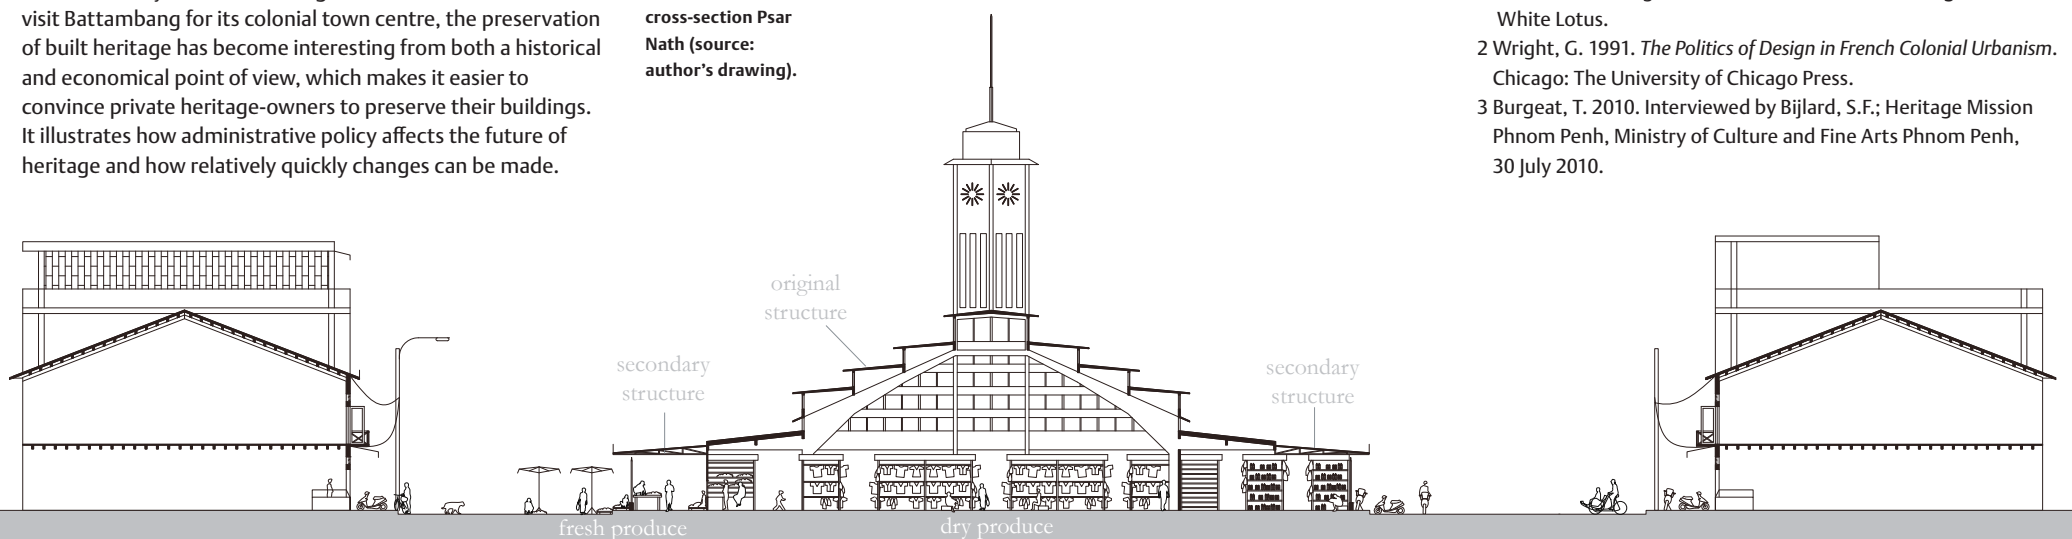 visit Battambang for its colonial town centre, the preservation
of built heritage has become interesting from both a historical
and economical point of view, which makes it easier to
convince private heritage-owners to preserve their buildings.
It illustrates how administrative policy affects the future of
heritage and how relatively quickly changes can be made.
cross-section Psar
Nath (source:
author’s drawing).
White Lotus.
2 Wright, G. 1991. The Politics of Design in French Colonial Urbanism.
Chicago: The University of Chicago Press.
3 Burgeat, T. 2010. Interviewed by Bijlard, S.F.; Heritage Mission
Phnom Penh, Ministry of Culture and Fine Arts Phnom Penh,
30 July 2010.
original
structure
secondary
structure
secondary
structure
fresh produce
dry produce